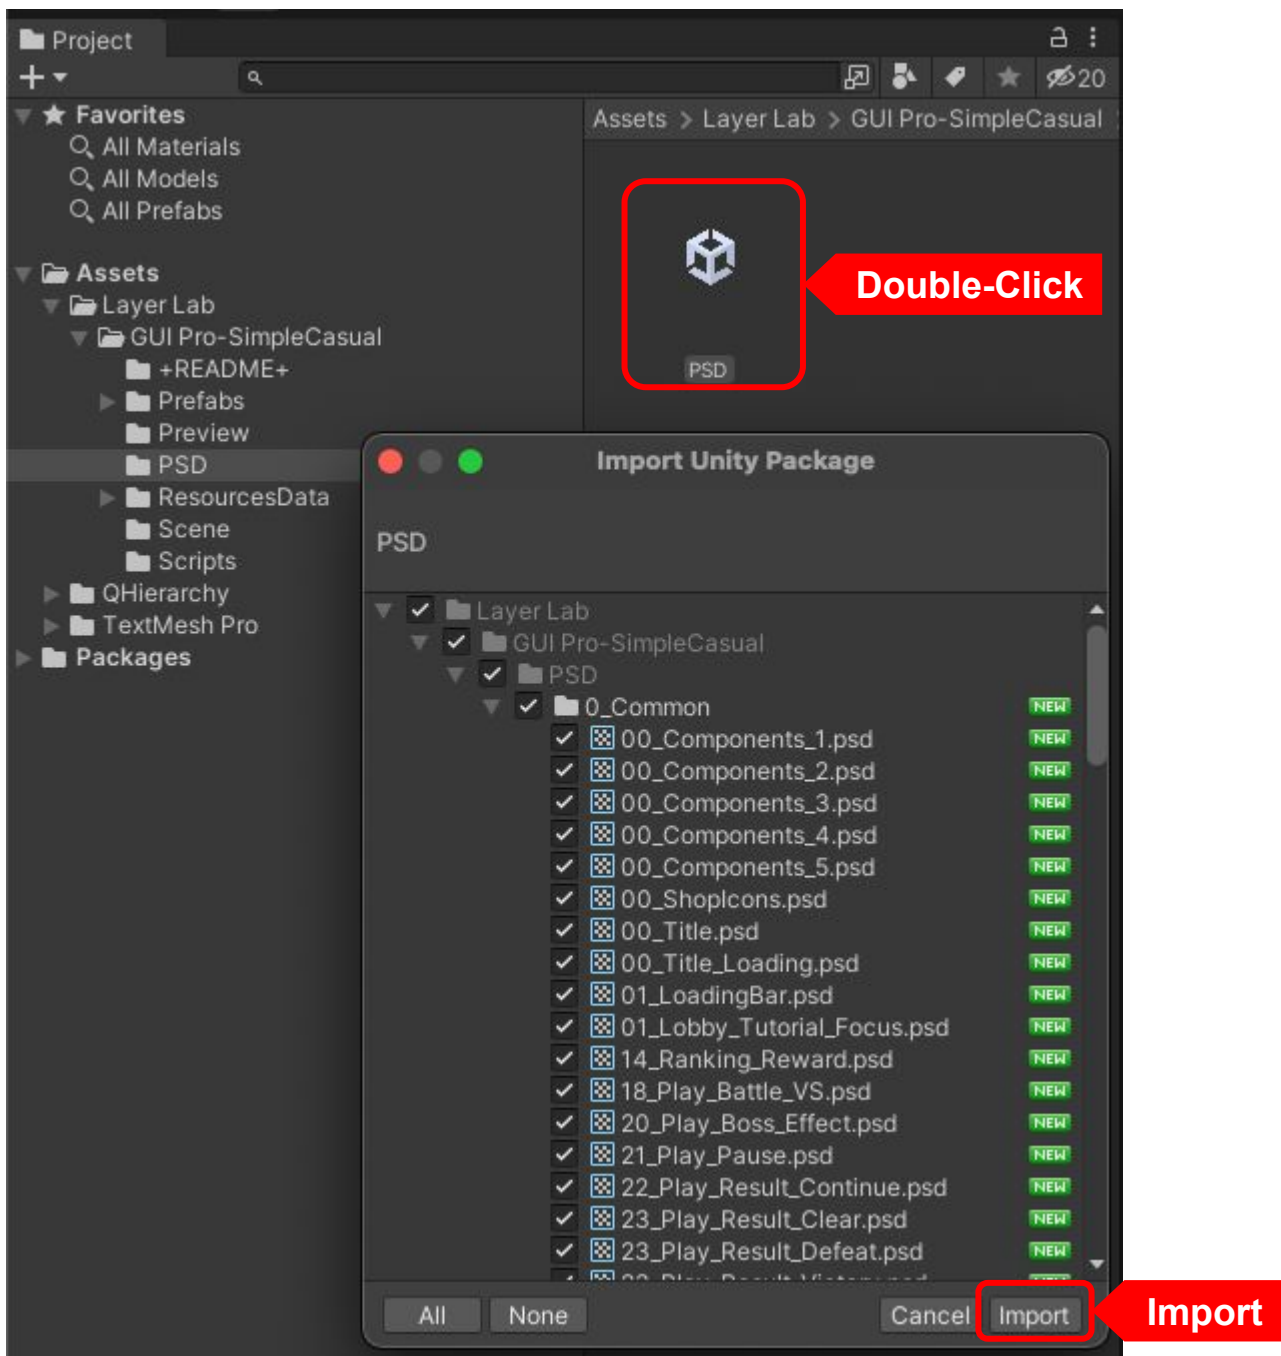 Project
20
Favorites
Assets > Layer Lab > GUI Pro-SimpleCasual
All Materials
All Models
All Prefabs
Double-Click
PSD
Assets
Layer Lab
GUI Pro-SimpleCasual
+README+
Prefabs
Preview
PSD
ResourcesData
Scene
Scripts
QHierarchy
TextMesh Pro
Packages
Import Unity Package
PSD
Layer Lab
GUI Pro-SimpleCasual
PSD
0_Common NEW
00_Components_1.psd NEW
00_Components_2.psd NEW
00_Components_3.psd NEW
00_Components_4.psd NEW
00_Components_5.psd NEW
00_ShopIcons.psd NEW
00_Title.psd NEW
00_Title_Loading.psd NEW
01_LoadingBar.psd NEW
01_Lobby_Tutorial_Focus.psd NEW
14_Ranking_Reward.psd NEW
18_Play_Battle_VS.psd NEW
20_Play_Boss_Effect.psd NEW
21_Play_Pause.psd NEW
22_Play_Result_Continue.psd NEW
23_Play_Result_Clear.psd NEW
23_Play_Result_Defeat.psd NEW
All None Cancel Import
Import